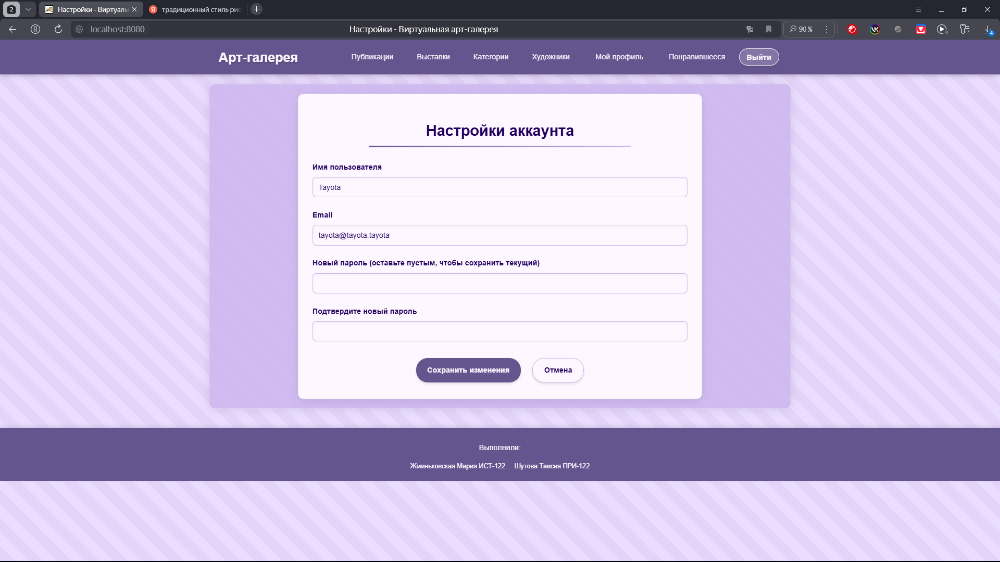 2
Настройки - Виртуаль
традиционный стиль рис
localhost:8080
Настройки - Виртуальная арт-галерея
90 %
4
Арт-галерея
Публикации
Выставки
Категории
Художники
Мой профиль
Понравившееся
Выйти
Настройки аккаунта
Имя пользователя
Tayota
Email
tayota@tayota.tayota
Новый пароль (оставьте пустым, чтобы сохранить текущий)
Подтвердите новый пароль
Сохранить изменения
Отмена
Выполнили:
Жминьковская Мария ИСТ-122 Шутова Таисия ПРИ-122